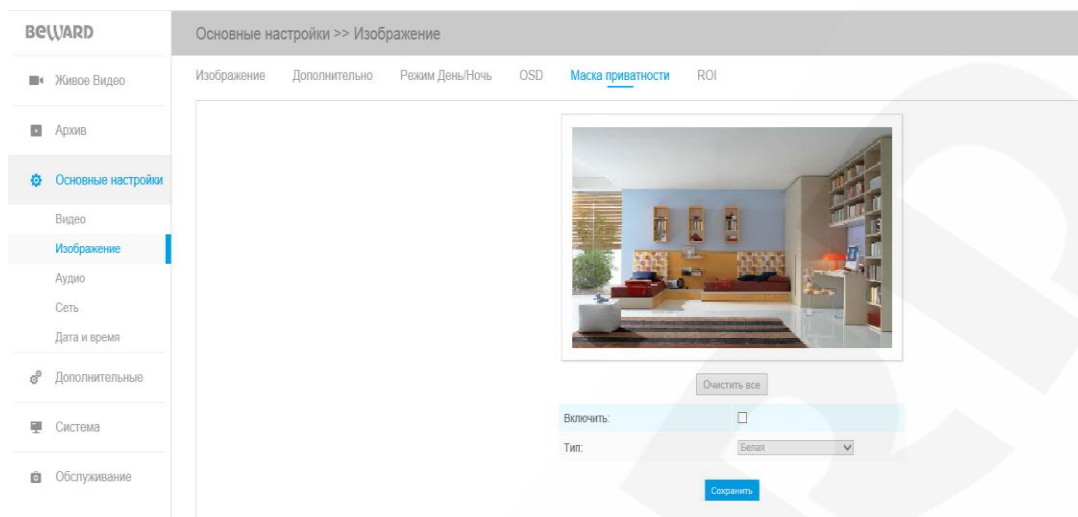 BEWARD
Основные настройки >> Изображение
Живое Видео
Архив
Основные настройки
Видео
Изображение
Аудио
Сеть
Дата и время
Дополнительные
Система
Обслуживание
Изображение Дополнительно Режим День/Ночь OSD Маска приватности ROI
Очистить все
Включить:
Тип: Белая
Сохранить